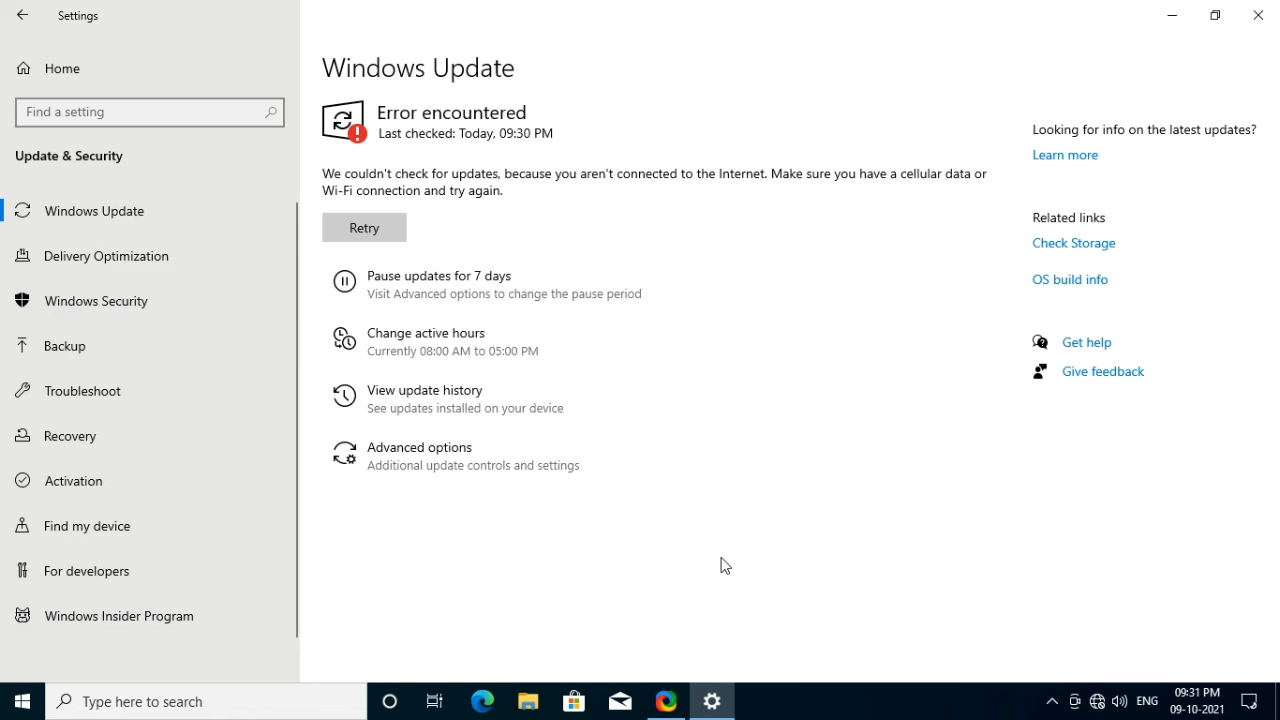 Settings
Home
Find a setting
Update & Security
Windows Update
Delivery Optimization
Windows Security
Backup
Troubleshoot
Recovery
Activation
Find my device
For developers
Windows Insider Program
Windows Update
Error encountered
Last checked: Today, 09:30 PM
We couldn't check for updates, because you aren't connected to the Internet. Make sure you have a cellular data or
Wi-Fi connection and try again.
Retry
Pause updates for 7 days
Visit Advanced options to change the pause period
Change active hours
Currently 08:00 AM to 05:00 PM
View update history
See updates installed on your device
Advanced options
Additional update controls and settings
Looking for info on the latest updates?
Learn more
Related links
Check Storage
OS build info
Get help
Give feedback
Type here to search
ENG
09:31 PM
09-10-2021